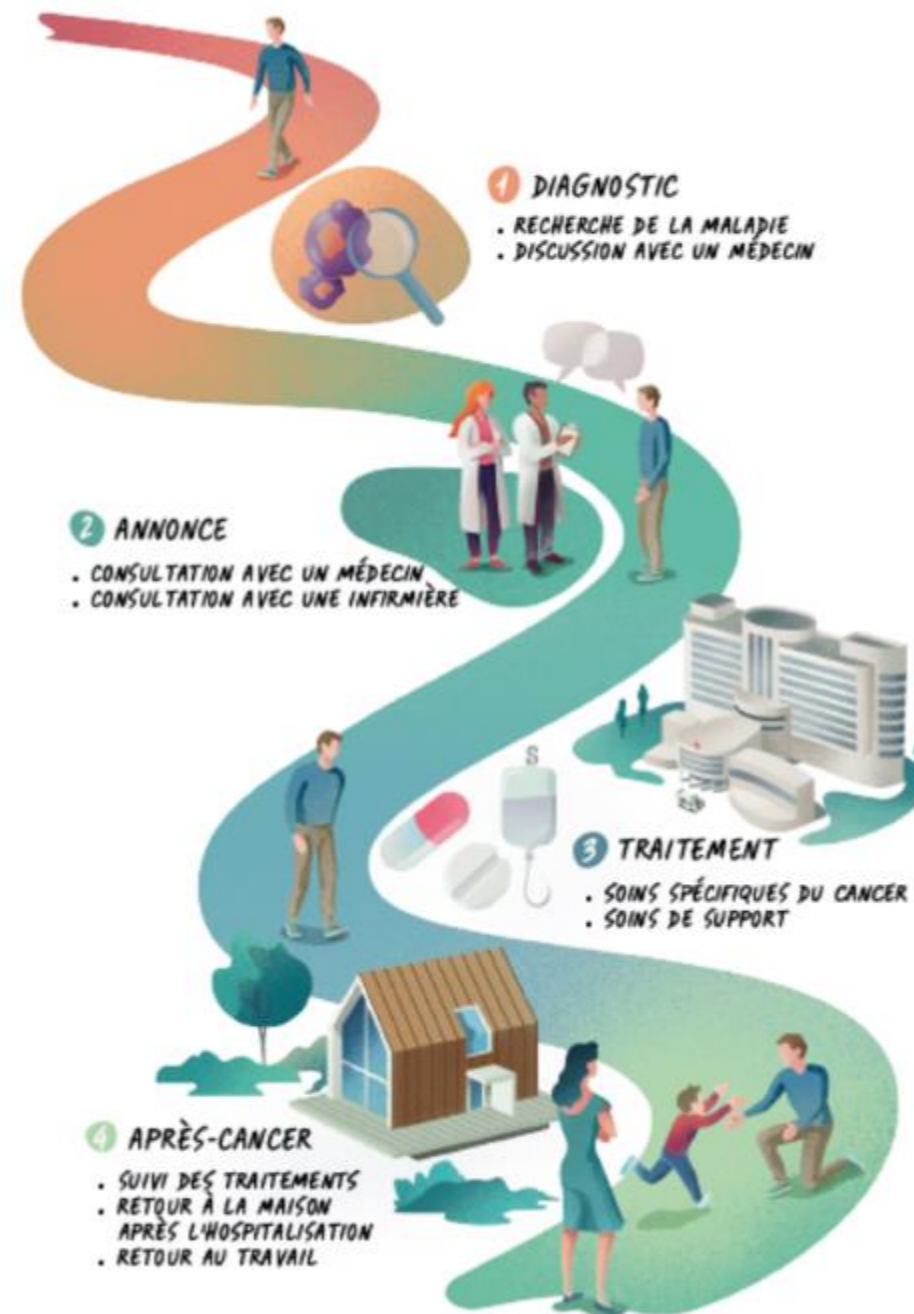 1 DIAGNOSTIC
. RECHERCHE DE LA MALADIE
. DISCUSSION AVEC UN MÉDECIN
2 ANNONCE
. CONSULTATION AVEC UN MÉDECIN
. CONSULTATION AVEC UNE INFIRMIÈRE
3 TRAITEMENT
. SOINS SPÉCIFIQUES DU CANCER
. SOINS DE SUPPORT
4 APRÈS-CANCER
. SUIVI DES TRAITEMENTS
. RETOUR À LA MAISON
APRÈS L'HOSPITALISATION
. RETOUR AU TRAVAIL